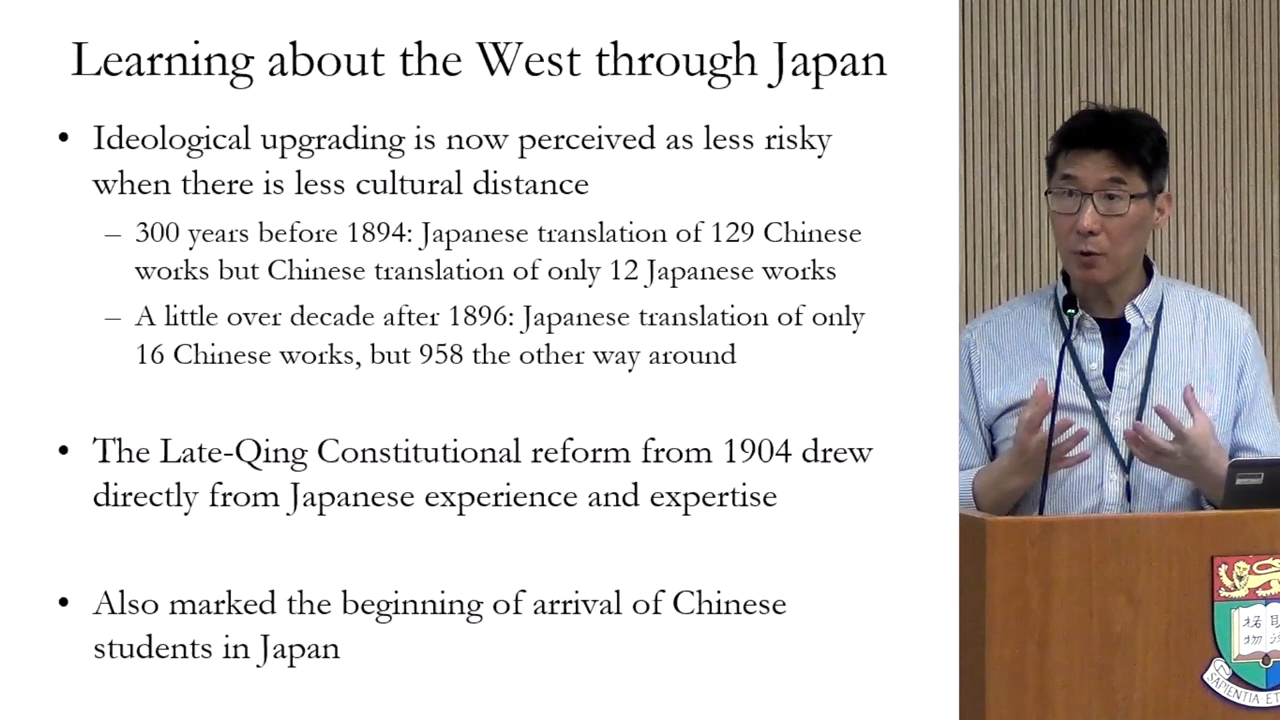 Learning about the West through Japan
• Ideological upgrading is now perceived as less risky
when there is less cultural distance
– 300 years before 1894: Japanese translation of 129 Chinese
works but Chinese translation of only 12 Japanese works
– A little over decade after 1896: Japanese translation of only
16 Chinese works, but 958 the other way around
• The Late-Qing Constitutional reform from 1904 drew
directly from Japanese experience and expertise
• Also marked the beginning of arrival of Chinese
students in Japan
SAPIENTIA ET